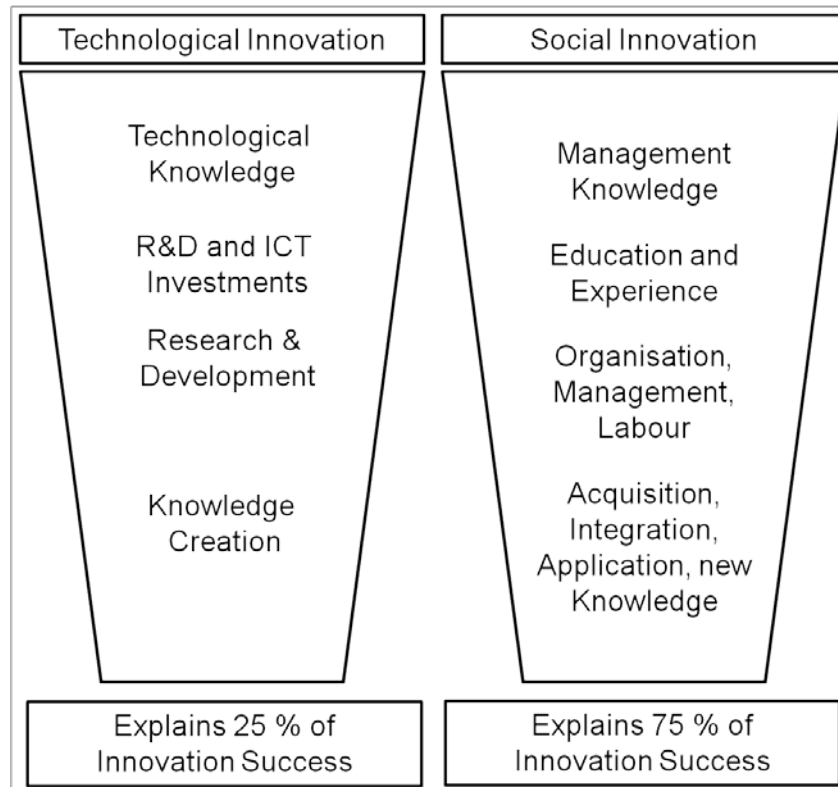 Technological Innovation
Technological
Knowledge
R&D and ICT
Investments
Research &
Development
Knowledge
Creation
Explains 25 % of
Innovation Success
Social Innovation
Management
Knowledge
Education and
Experience
Organisation,
Management,
Labour
Acquisition,
Integration,
Application, new
Knowledge
Explains 75 % of
Innovation Success